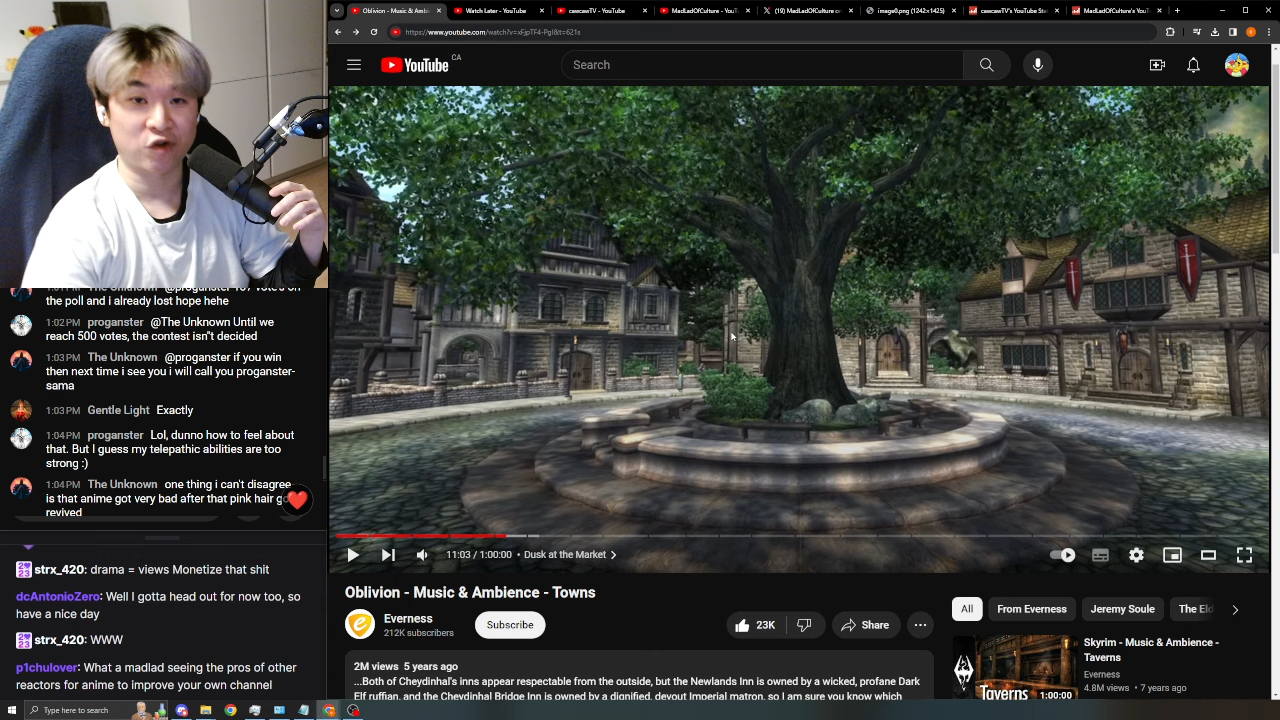 Oblivion - Music & Ambi
Watch Later - YouTube
cawcawTV - YouTube
MadLadOfCulture - YouT
(19) MadLadOfCulture on
image0.png (1242×1425)
cawcawTV's YouTube Sta
MadLadOfCulture's YouT
https://www.youtube.com/watch?v=xFjpTF4-PgI&t=621s
YouTube CA
Search
the poll and i already lost hope hehe
1:02 PM proganster @The Unknown Until we
reach 500 votes, the contest isn't decided
1:03 PM The Unknown @proganster if you win
then next time i see you i will call you proganster-
sama
1:03 PM Gentle Light Exactly
1:04 PM proganster Lol, dunno how to feel about
that. But I guess my telepathic abilities are too
strong :)
1:04 PM The Unknown one thing i can't disagree
is that anime got very bad after that pink hair g
revived
strx_420: drama = views Monetize that shit
dcAntonioZero: Well I gotta head out for now too, so
have a nice day
strx_420: WWW
p1chulover: What a madlad seeing the pros of other
reactors for anime to improve your own channel
11:03 / 1:00:00 • Dusk at the Market
Oblivion - Music & Ambience - Towns
Everness
212K subscribers
Subscribe
23K
Share
2M views 5 years ago
...Both of Cheydinhal's inns appear respectable from the outside, but the Newlands Inn is owned by a wicked, profane Dark
Elf ruffian, and the Cheydinhal Bridge Inn is owned by a dignified, devout Imperial matron, so I am sure you know which
All
From Everness
Jeremy Soule
The Eld
Skyrim - Music & Ambience -
Taverns
Everness
4.8M views • 7 years ago
Taverns
1:00:00
Type here to search